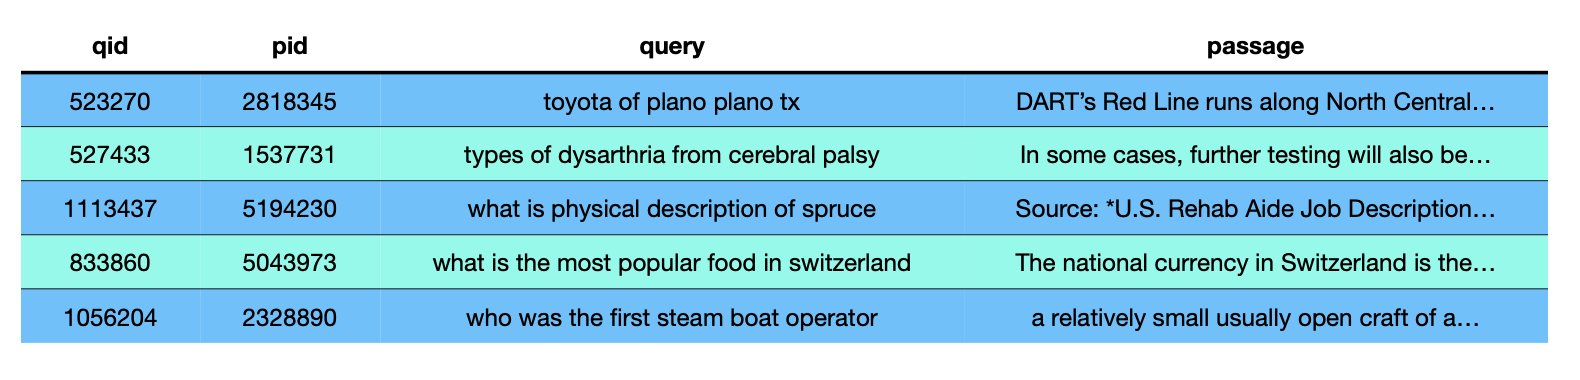 qid pid query passage
523270 2818345 toyota of plano plano tx DART’s Red Line runs along North Central…
527433 1537731 types of dysarthria from cerebral palsy In some cases, further testing will also be…
1113437 5194230 what is physical description of spruce Source: *U.S. Rehab Aide Job Description…
833860 5043973 what is the most popular food in switzerland The national currency in Switzerland is the…
1056204 2328890 who was the first steam boat operator a relatively small usually open craft of a…